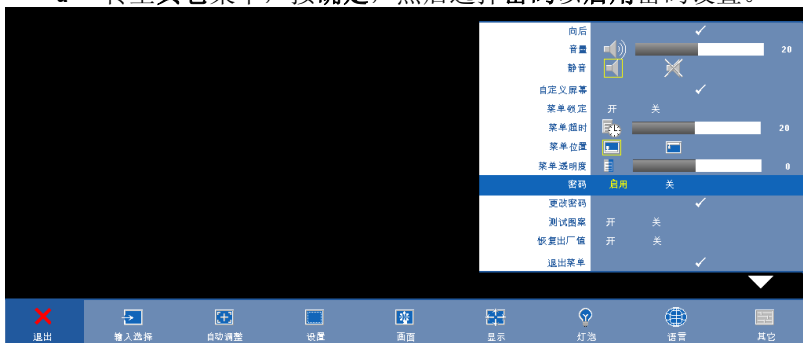 向后
音量 20
静音
自定义屏幕
菜单锁定 开 关
菜单超时 20
菜单位置
菜单透明度 0
密码 启用 关
更改密码
测试图案 开 关
恢复出厂值 开 关
退出菜单
退出 输入选择 自动调整 设置 画面 显示 灯泡 语言 其它